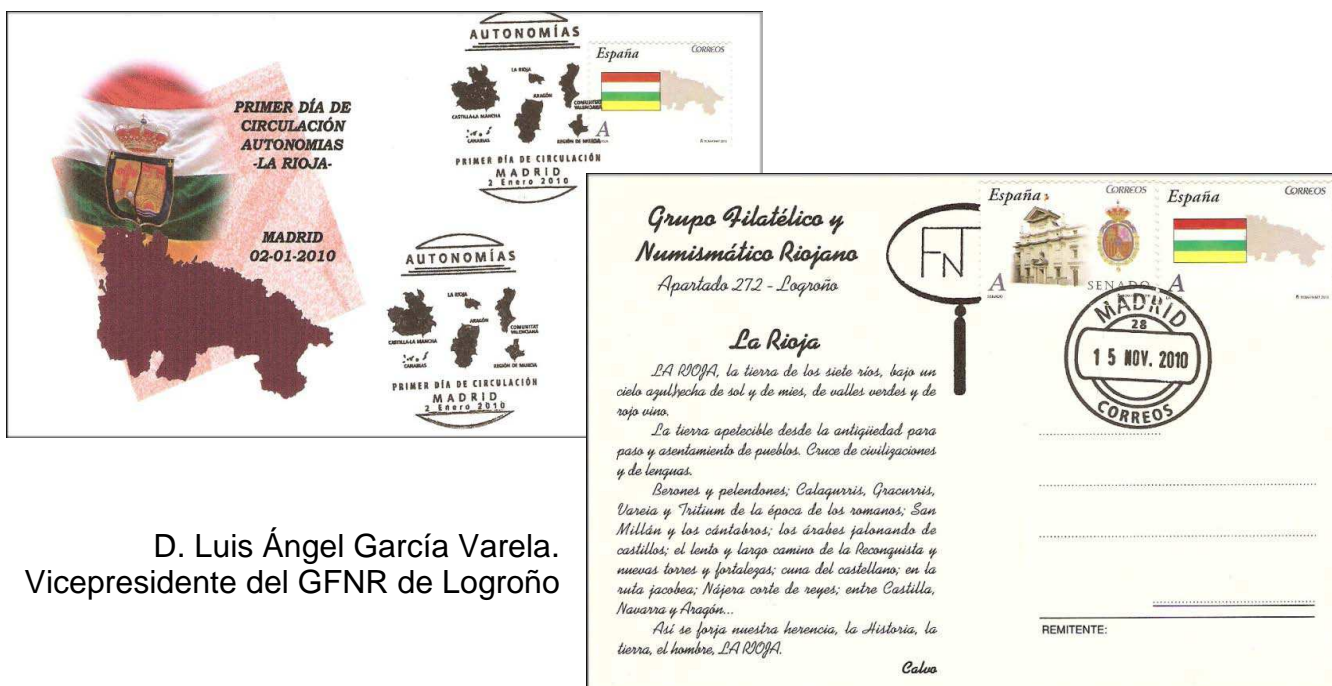 AUTONOMÍAS
LA RIOJA
ARAGÓN
CASTILLA-LA MANCHA
COMUNITAT VALENCIANA
CANARIAS
REGIÓN DE MURCIA
PRIMER DÍA DE CIRCULACIÓN
MADRID
2 Enero 2010
España
CORREOS
A
PRIMER DÍA DE
CIRCULACIÓN
AUTONOMIAS
-LA RIOJA-
MADRID
02-01-2010
AUTONOMÍAS
LA RIOJA
ARAGÓN
COMUNITAT
VALENCIANA
CASTILLA-LA MANCHA
CANARIAS
REGIÓN DE MURCIA
PRIMER DÍA DE CIRCULACIÓN
MADRID
2 Enero 2010
D. Luis Ángel García Varela.
Vicepresidente del GFNR de Logroño
Grupo Filatélico y
Numismático Riojano
Apartado 272 - Logroño
La Rioja
LA RIOJA, la tierra de los siete ríos, bajo un
cielo azul, hecha de sol y de mies, de valles verdes y de
rojo vino.
La tierra apetecible desde la antigüedad para
paso y asentamiento de pueblos. Cruce de civilizaciones
y de lenguas.
Berones y pelendones; Calagurris, Gracurris,
Vareia y Tritium de la época de los romanos; San
Millán y los cántabros; los árabes jalonando de
castillos; el lento y largo camino de la Reconquista y
nuevas torres y fortalezas; cuna del castellano; en la
ruta jacobea; Nájera corte de reyes; entre Castilla,
Navarra y Aragón...
Así se forja nuestra herencia, la Historia, la
tierra, el hombre, LA RIOJA.
Calvo
FN
España
CORREOS
A
SENADO
España
CORREOS
A
MADRID
28
15 NOV. 2010
CORREOS
REMITENTE: